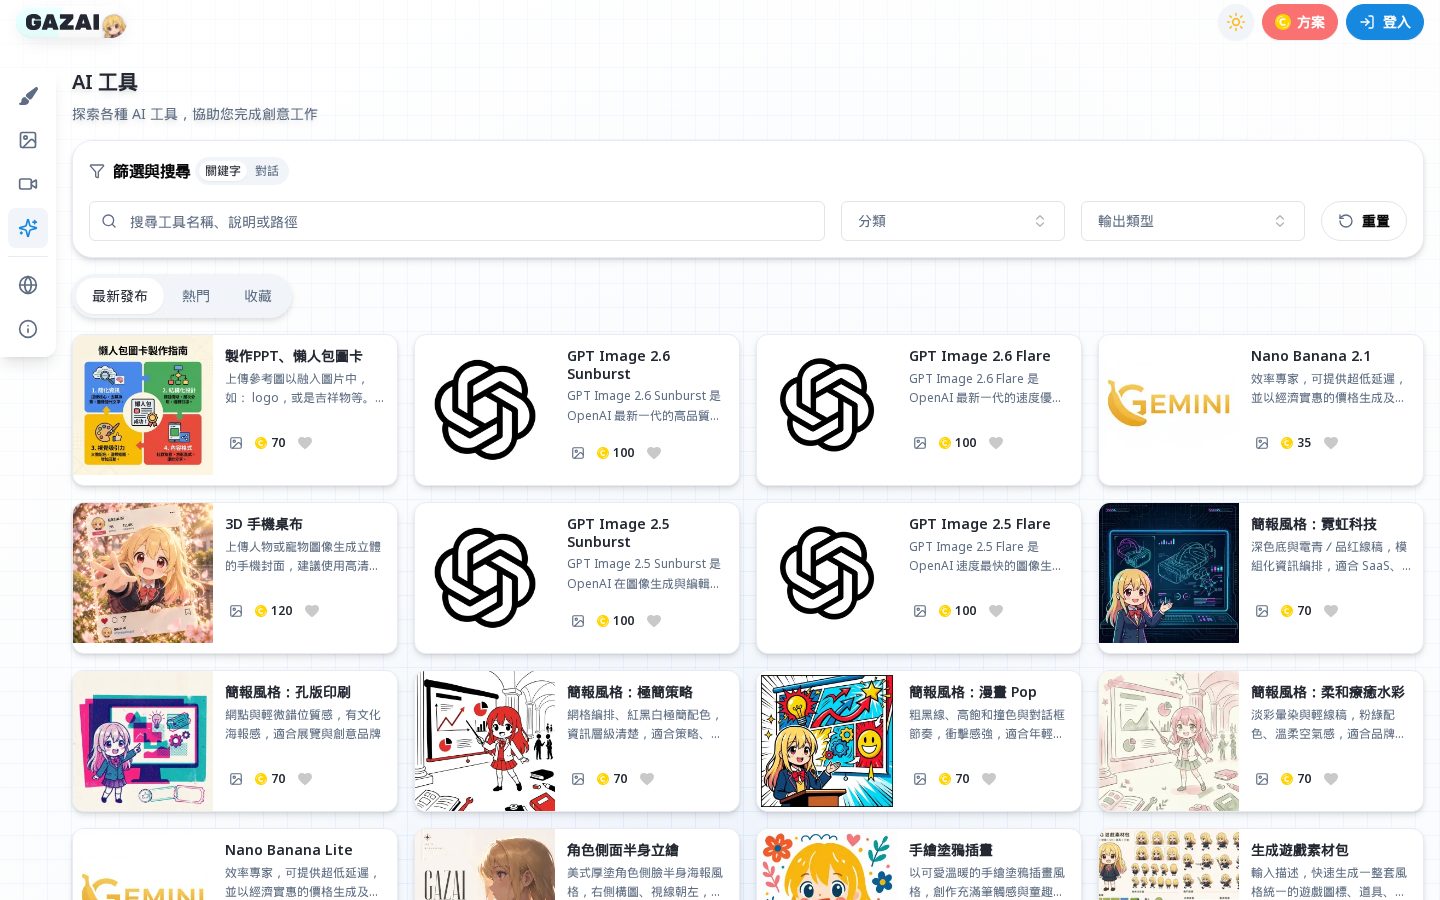 GAZAI
方案
登入
AI 工具
探索各種 AI 工具，協助您完成創意工作
篩選與搜尋
關鍵字
對話
搜尋工具名稱、說明或路徑
分類
輸出類型
重置
最新發布
熱門
收藏
懶人包圖卡製作指南
製作PPT、懶人包圖卡
上傳參考圖以融入圖片中，
如： logo，或是吉祥物等。...
70
GPT Image 2.6
Sunburst
GPT Image 2.6 Sunburst 是
OpenAI 最新一代的高品質...
100
GPT Image 2.6 Flare
GPT Image 2.6 Flare 是
OpenAI 最新一代的速度優...
100
GEMINI
Nano Banana 2.1
效率專家，可提供超低延遲，
並以經濟實惠的價格生成及...
35
3D 手機桌布
上傳人物或寵物圖像生成立體
的手機封面，建議使用高清...
120
GPT Image 2.5
Sunburst
GPT Image 2.5 Sunburst 是
OpenAI 在圖像生成與編輯...
100
GPT Image 2.5 Flare
GPT Image 2.5 Flare 是
OpenAI 速度最快的圖像生...
100
簡報風格：霓虹科技
深色底與電青 / 品红線稿，模
組化資訊編排，適合 SaaS、...
70
簡報風格：孔版印刷
網點與輕微錯位質感，有文化
海報感，適合展覽與創意品牌
70
簡報風格：極簡策略
網格編排、紅黑白極簡配色，
資訊層級清楚，適合策略、...
70
簡報風格：漫畫 Pop
粗黑線、高飽和撞色與對話框
節奏，衝擊感強，適合年輕...
70
簡報風格：柔和療癒水彩
淡彩暈染與輕線稿，粉綠配
色、溫柔空氣感，適合品牌...
70
GEMINI
Nano Banana Lite
效率專家，可提供超低延遲，
並以經濟實惠的價格生成及...
GAZAI
角色側面半身立繪
美式厚塗角色側臉半身海報風
格，右側構圖、視線朝左，...
手繪塗鴉插畫
以可愛溫暖的手繪塗鴉插畫風
格，創作充滿筆觸感與童趣...
生成遊戲素材包
輸入描述，快速生成一整套風
格統一的遊戲圖標、道具、...